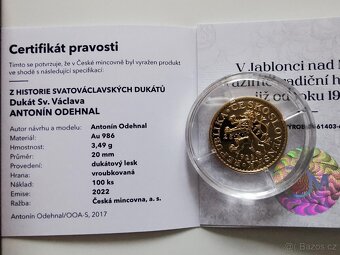 Certifikát pravosti
Tímto se potvrzuje, že v České mincovně byl vyražen produkt
ve shodě s následující specifikací:
Z HISTORIE SVATOVÁCLAVSKÝCH DUKÁTŮ
Dukát Sv. Václava
ANTONÍN ODEHNAL
Autor návrhu a modelu: Antonín Odehnal
Materiál: Au 986
Hmotnost: 3,49 g
Průměr: 20 mm
Provedení: dukátový lesk
Hrana: vroubkovaná
Náklad: 100 ks
Emise: 2022
Ražba: Česká mincovna, a. s.
Antonín Odehnal/OOA-S, 2017
V Jablonci nad
tradiční
již od roku 19
bazos.cz